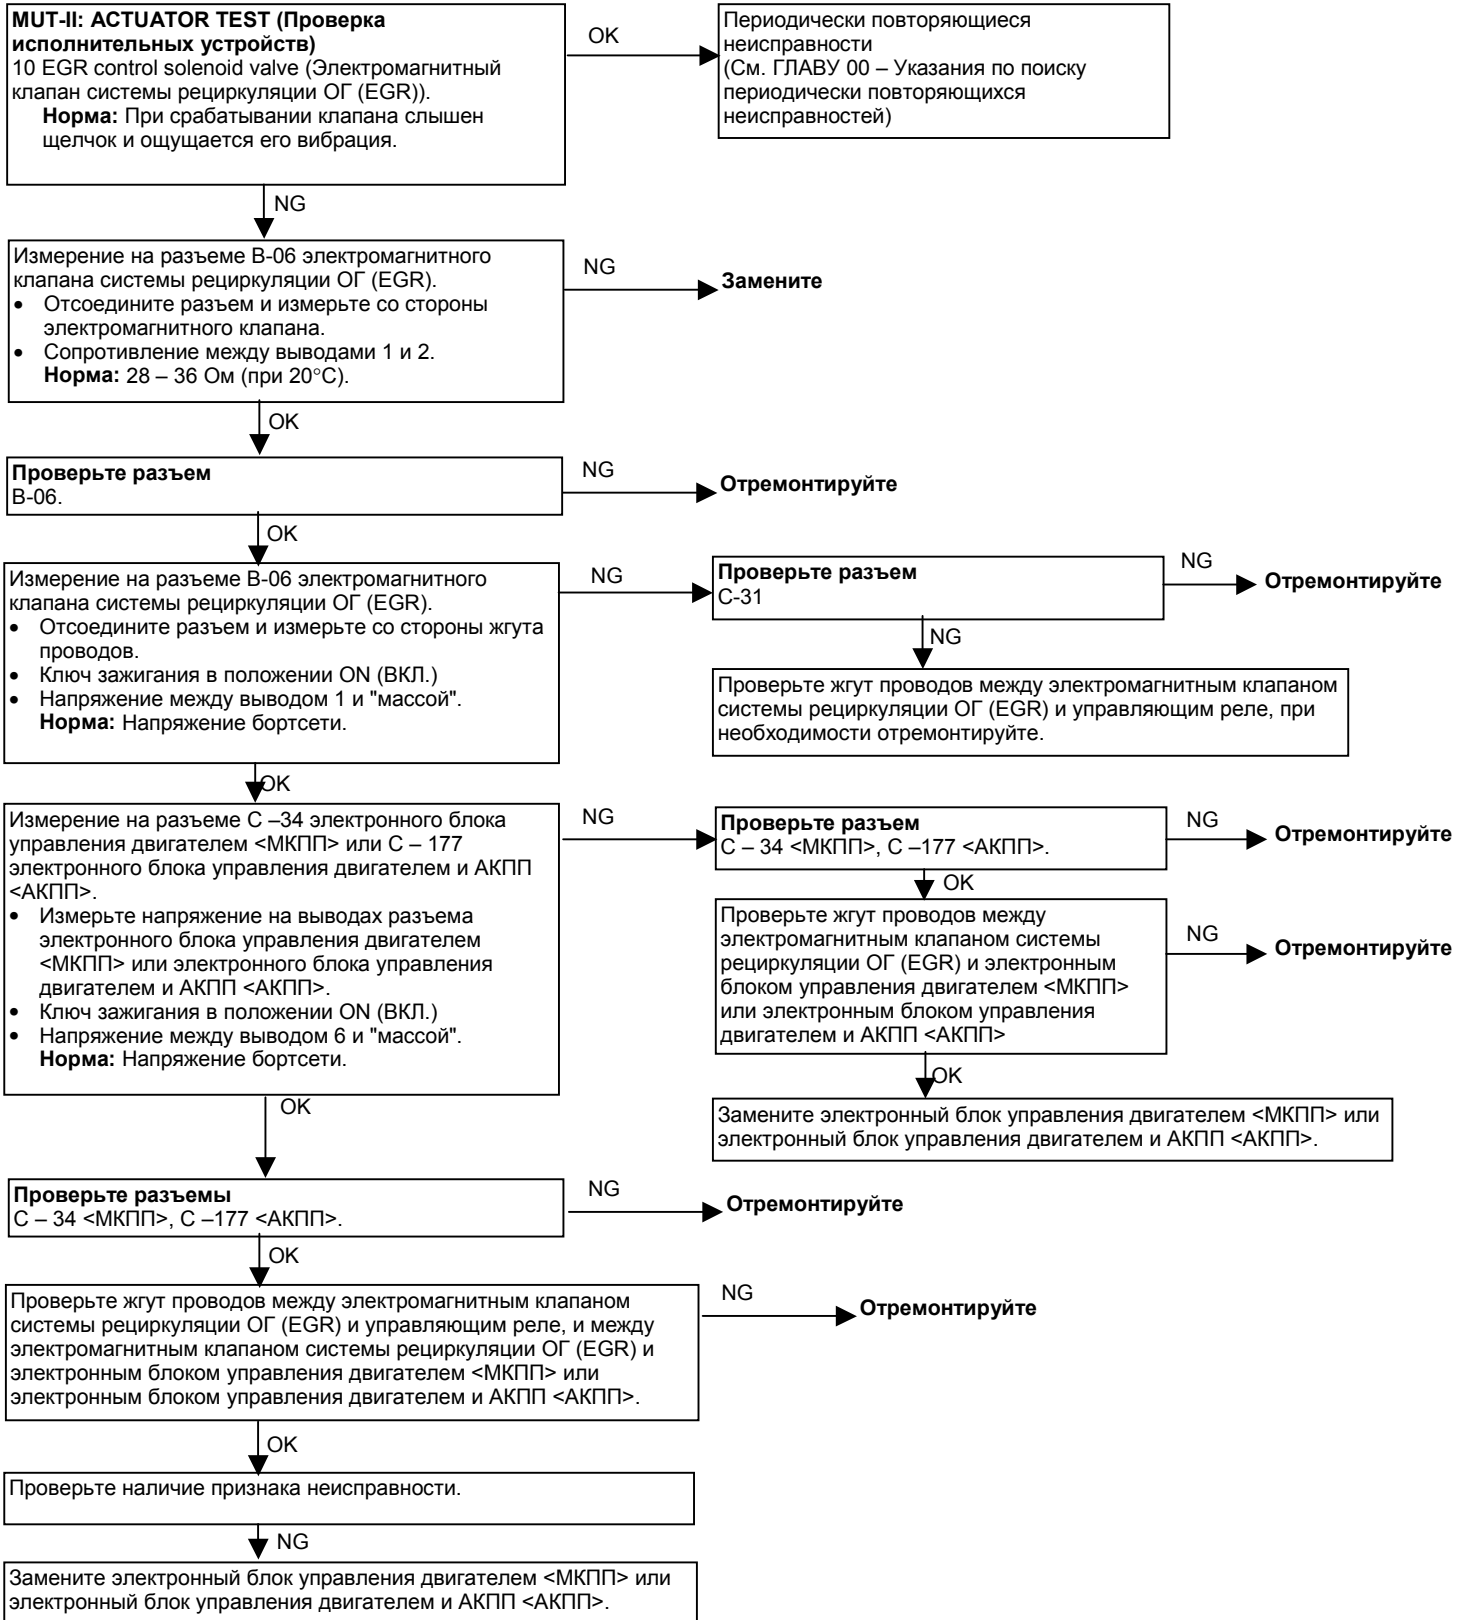 MUT-II: ACTUATOR TEST (Проверка
исполнительных устройств)
10 EGR control solenoid valve (Электромагнитный
клапан системы рециркуляции ОГ (EGR)).
Норма: При срабатывании клапана слышен
щелчок и ощущается его вибрация.
OK
Периодически повторяющиеся
неисправности
(См. ГЛАВУ 00 – Указания по поиску
периодически повторяющихся
неисправностей)
NG
Измерение на разъеме В-06 электромагнитного
клапана системы рециркуляции ОГ (EGR).
• Отсоедините разъем и измерьте со стороны
электромагнитного клапана.
• Сопротивление между выводами 1 и 2.
Норма: 28 – 36 Ом (при 20°C).
NG
Замените
OK
Проверьте разъем
В-06.
NG
Отремонтируйте
OK
Измерение на разъеме В-06 электромагнитного
клапана системы рециркуляции ОГ (EGR).
• Отсоедините разъем и измерьте со стороны жгута
проводов.
• Ключ зажигания в положении ON (ВКЛ.)
• Напряжение между выводом 1 и "массой".
Норма: Напряжение бортсети.
NG
Проверьте разъем
С-31
NG
Отремонтируйте
NG
Проверьте жгут проводов между электромагнитным клапаном
системы рециркуляции ОГ (EGR) и управляющим реле, при
необходимости отремонтируйте.
OK
Измерение на разъеме С –34 электронного блока
управления двигателем <МКПП> или С – 177
электронного блока управления двигателем и АКПП
<АКПП>.
• Измерьте напряжение на выводах разъема
электронного блока управления двигателем
<МКПП> или электронного блока управления
двигателем и АКПП <АКПП>.
• Ключ зажигания в положении ON (ВКЛ.)
• Напряжение между выводом 6 и "массой".
Норма: Напряжение бортсети.
NG
Проверьте разъем
С – 34 <МКПП>, С –177 <АКПП>.
NG
Отремонтируйте
OK
Проверьте жгут проводов между
электромагнитным клапаном системы
рециркуляции ОГ (EGR) и электронным
блоком управления двигателем <МКПП>
или электронным блоком управления
двигателем и АКПП <АКПП>
NG
Отремонтируйте
OK
Замените электронный блок управления двигателем <МКПП> или
электронный блок управления двигателем и АКПП <АКПП>.
OK
Проверьте разъемы
С – 34 <МКПП>, С –177 <АКПП>.
NG
Отремонтируйте
OK
Проверьте жгут проводов между электромагнитным клапаном
системы рециркуляции ОГ (EGR) и управляющим реле, и между
электромагнитным клапаном системы рециркуляции ОГ (EGR) и
электронным блоком управления двигателем <МКПП> или
электронным блоком управления двигателем и АКПП <АКПП>.
NG
Отремонтируйте
OK
Проверьте наличие признака неисправности.
NG
Замените электронный блок управления двигателем <МКПП> или
электронный блок управления двигателем и АКПП <АКПП>.